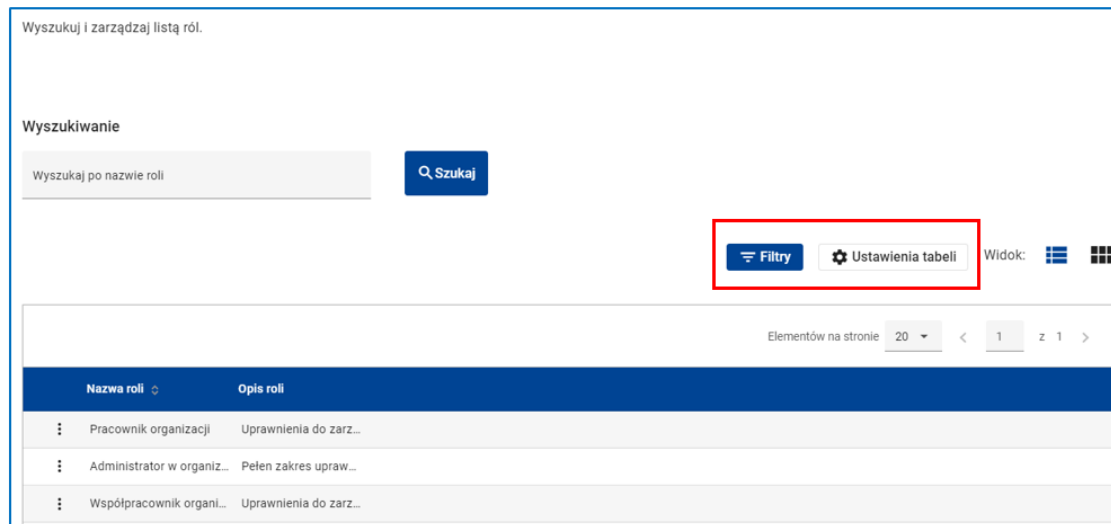 Wyszukuj i zarządzaj listą ról.
Wyszukiwanie
Wyszukaj po nazwie roli
Szukaj
Filtry Ustawienia tabeli Widok:
Elementów na stronie 20 1 z 1
Nazwa roli Opis roli
Pracownik organizacji Uprawnienia do zarz...
Administrator w organiz... Pełen zakres upraw...
Współpracownik organi... Uprawnienia do zarz...